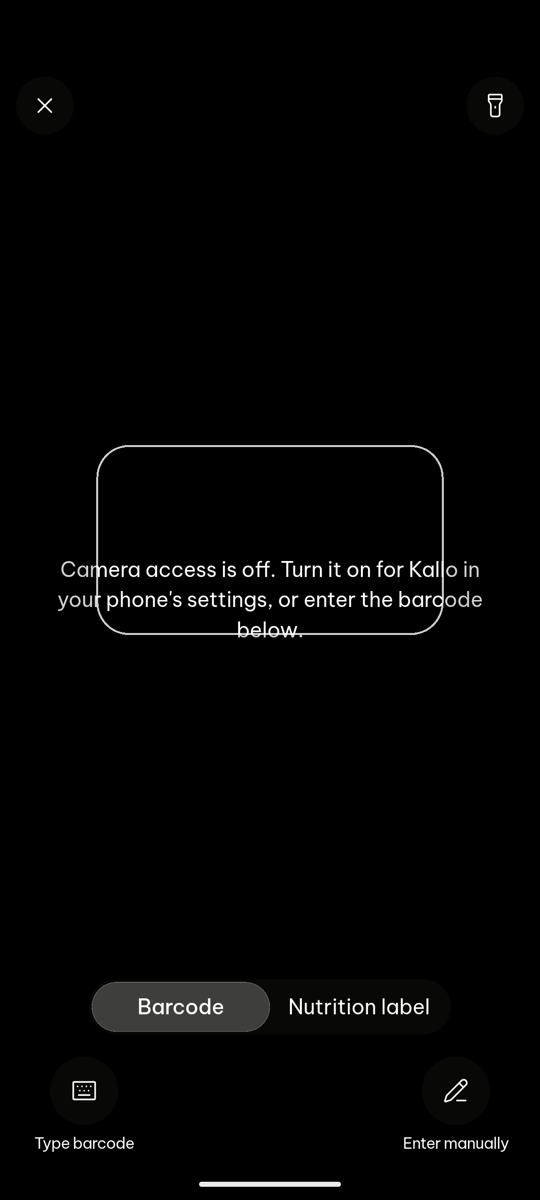 Camera access is off. Turn it on for Kallo in
your phone's settings, or enter the barcode
below.
Barcode
Nutrition label
Type barcode
Enter manually